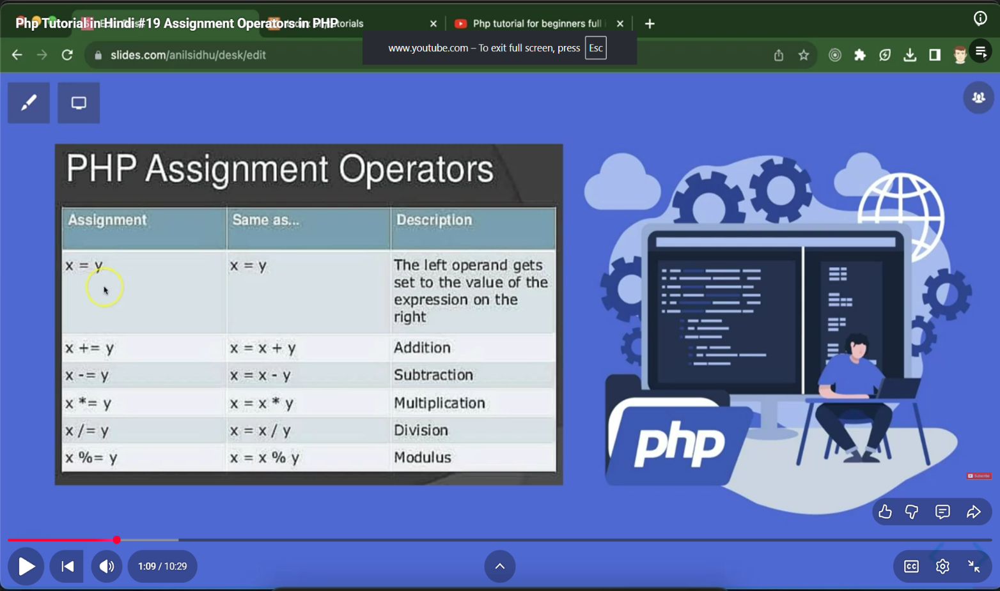 Php Tutorial in Hindi #19 Assignment Operators in PHP
Php tutorial for beginners full
www.youtube.com – To exit full screen, press Esc
slides.com/anilsidhu/desk/edit
PHP Assignment Operators
Assignment Same as... Description
x = y x = y The left operand gets
set to the value of the
expression on the
right
x += y x = x + y Addition
x -= y x = x - y Subtraction
x *= y x = x * y Multiplication
x /= y x = x / y Division
x %= y x = x % y Modulus
php
Subscribe
1:09 / 10:29
CC